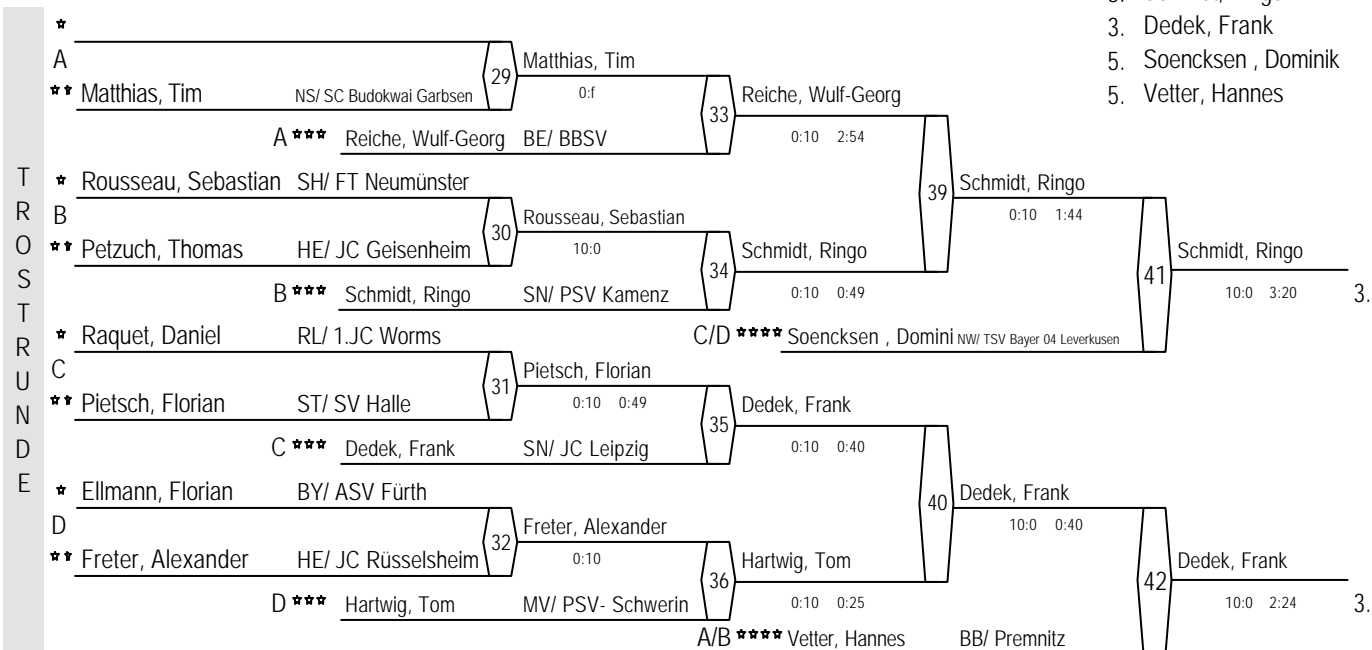 3. Dedek, Frank
5. Soencksen , Dominik
5. Vetter, Hannes
TROSTRUNDE
A
Matthias, Tim NS/ SC Budokwai Garbsen
29
Matthias, Tim
0:f
A *** Reiche, Wulf-Georg BE/ BBSV
33
Reiche, Wulf-Georg
0:10 2:54
* Rousseau, Sebastian SH/ FT Neumünster
B
** Petzuch, Thomas HE/ JC Geisenheim
30
Rousseau, Sebastian
10:0
B *** Schmidt, Ringo SN/ PSV Kamenz
34
Schmidt, Ringo
0:10 0:49
39
Schmidt, Ringo
0:10 1:44
C/D **** Soencksen , Domini NW/ TSV Bayer 04 Leverkusen
41
Schmidt, Ringo
10:0 3:20 3.
* Raquet, Daniel RL/ 1.JC Worms
C
** Pietsch, Florian ST/ SV Halle
31
Pietsch, Florian
0:10 0:49
C *** Dedek, Frank SN/ JC Leipzig
35
Dedek, Frank
0:10 0:40
* Ellmann, Florian BY/ ASV Fürth
D
** Freter, Alexander HE/ JC Rüsselsheim
32
Freter, Alexander
0:10
D *** Hartwig, Tom MV/ PSV- Schwerin
36
Hartwig, Tom
0:10 0:25
40
Dedek, Frank
10:0 0:40
A/B **** Vetter, Hannes BB/ Premnitz
42
Dedek, Frank
10:0 2:24 3.